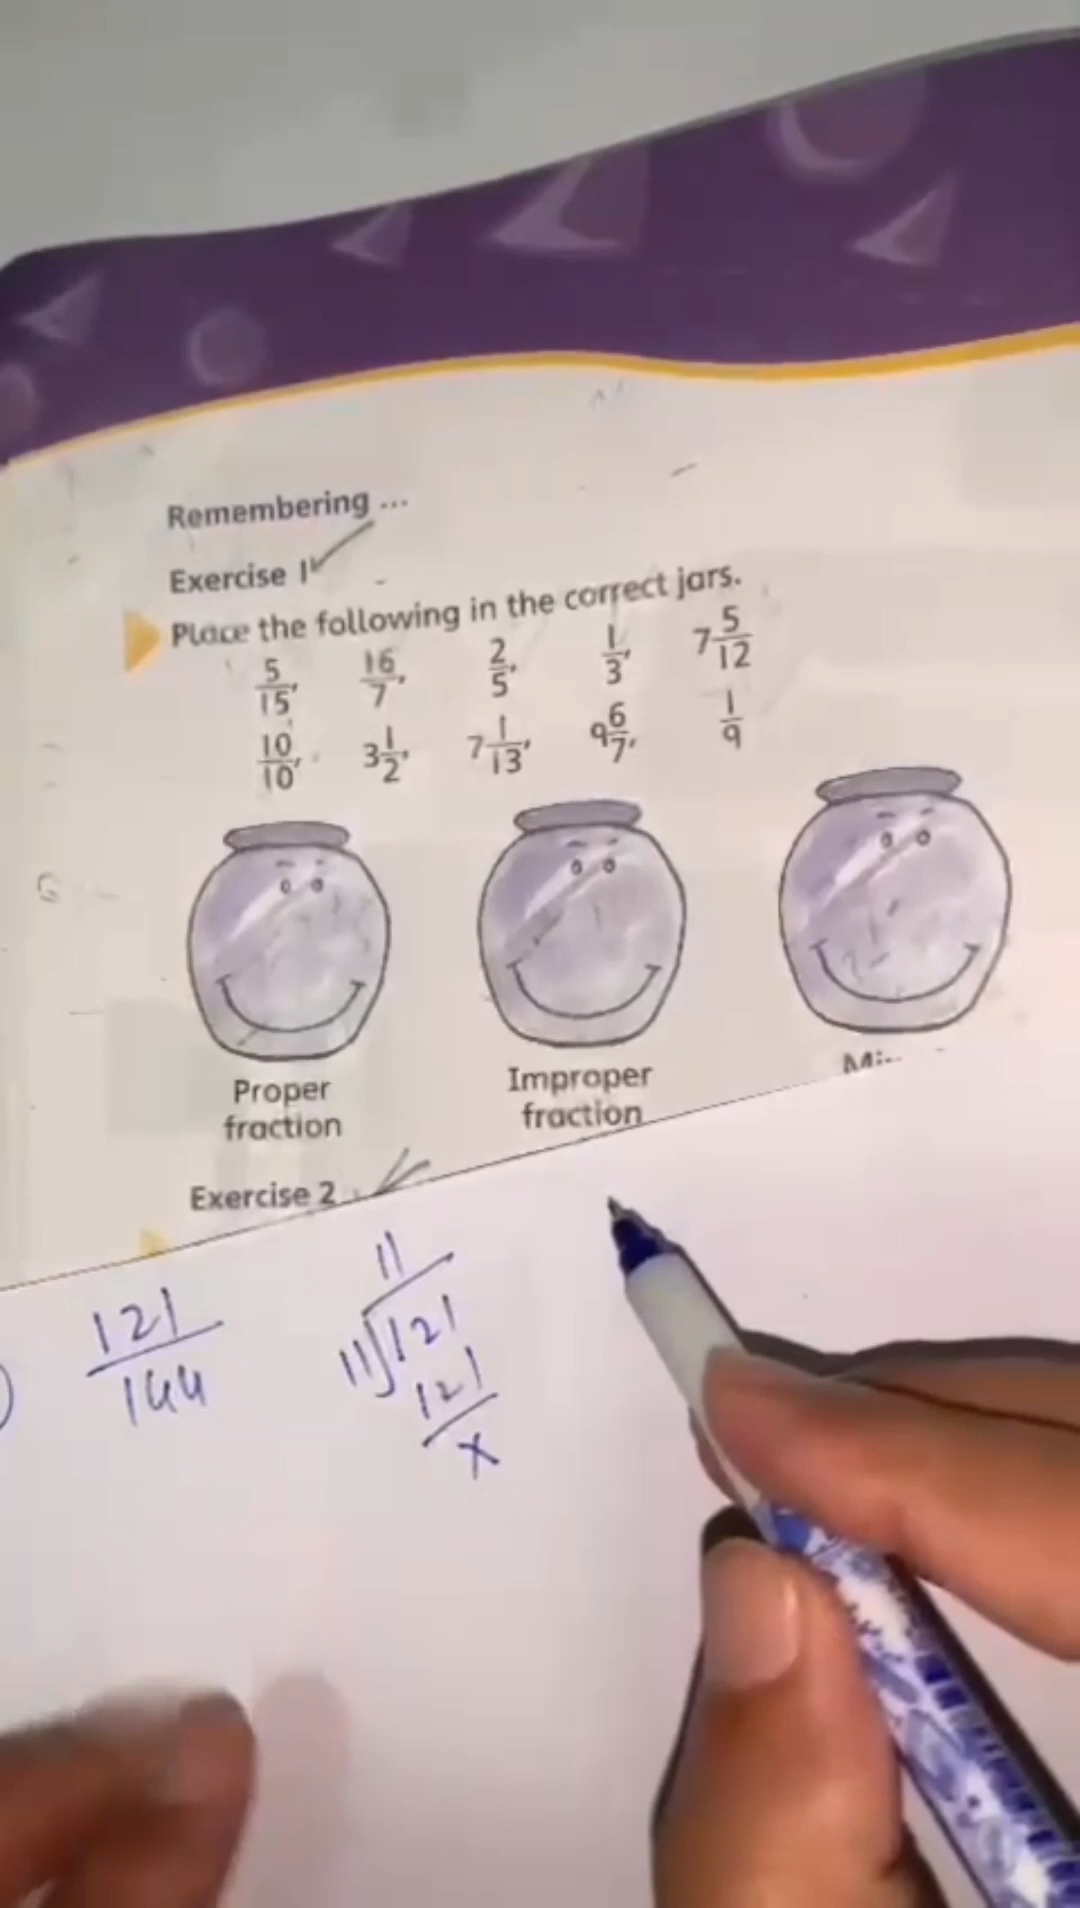 Remembering ...
Exercise 1
Place the following in the correct jars.
5/15, 16/7, 2/5, 1/3, 7 5/12
10/10, 3 1/2, 7 1/13, 9 6/7, 1/9
Proper fraction
Improper fraction
Exercise 2
121/144
11
11)121
121
x